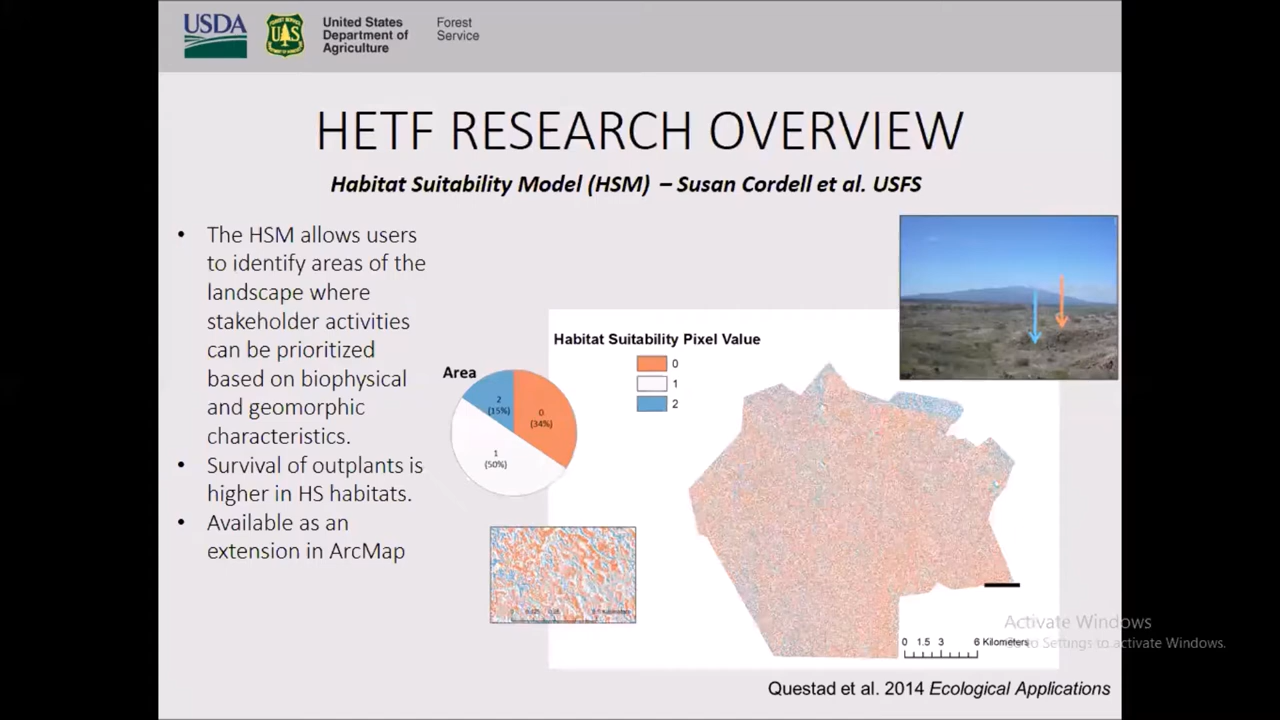 USDA
UAS
United States
Department of
Agriculture
Forest
Service
HETF RESEARCH OVERVIEW
Habitat Suitability Model (HSM) – Susan Cordell et al. USFS
• The HSM allows users
to identify areas of the
landscape where
stakeholder activities
can be prioritized
based on biophysical
and geomorphic
characteristics.
• Survival of outplants is
higher in HS habitats.
• Available as an
extension in ArcMap
Area
2
(15%)
0
(34%)
1
(50%)
Habitat Suitability Pixel Value
0
1
2
0 1.5 3 6 Kilometers
Activate Windows
to Settings to activate Windows.
Questad et al. 2014 Ecological Applications